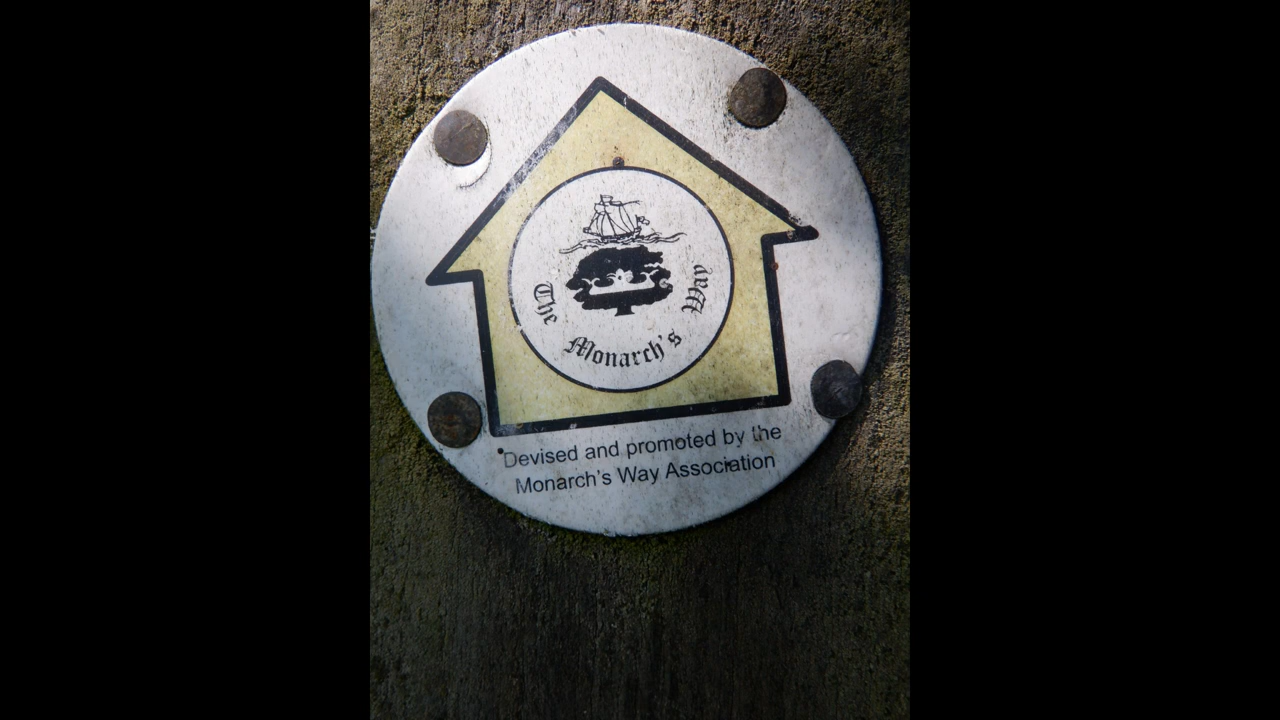 The Monarch's Way
Devised and promoted by the
Monarch's Way Association